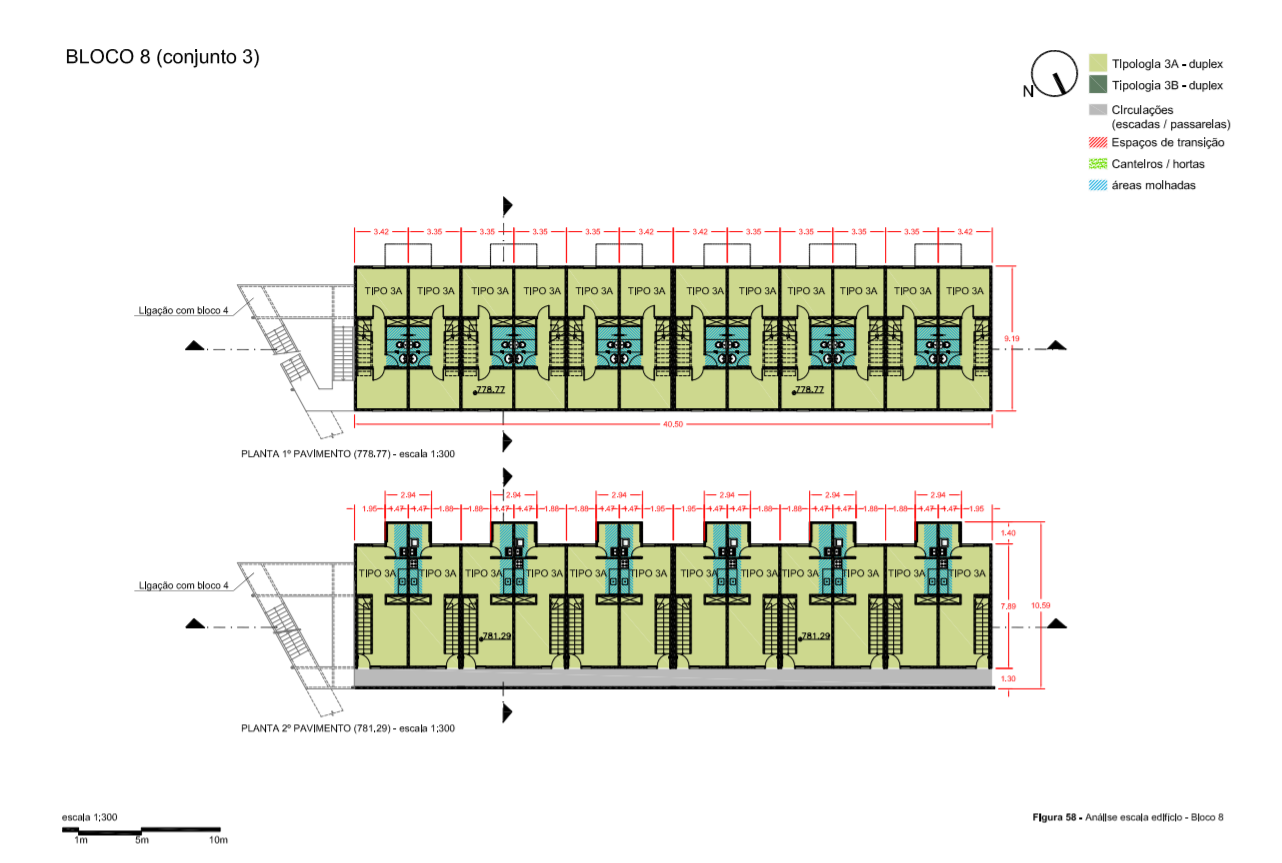 BLOCO 8 (conjunto 3)
N
Tipologia 3A - duplex
Tipologia 3B - duplex
Circulações
(escadas / passarelas)
Espaços de transição
Canteiros / hortas
áreas molhadas
3.42 3.35 3.35 3.35 3.35 3.42 3.42 3.35 3.35 3.35 3.35 3.42
TIPO 3A TIPO 3A TIPO 3A TIPO 3A TIPO 3A TIPO 3A TIPO 3A TIPO 3A TIPO 3A TIPO 3A TIPO 3A TIPO 3A
Ligação com bloco 4
9.19
778.77 778.77
40.50
PLANTA 1º PAVIMENTO (778.77) - escala 1:300
2.94 2.94 2.94 2.94 2.94 2.94
1.95 1.47 1.47 1.88 1.88 1.47 1.47 1.88 1.88 1.47 1.47 1.95 1.95 1.47 1.47 1.88 1.88 1.47 1.47 1.88 1.88 1.47 1.47 1.95
1.40
TIPO 3A TIPO 3A TIPO 3A TIPO 3A TIPO 3A TIPO 3A TIPO 3A TIPO 3A TIPO 3A TIPO 3A TIPO 3A TIPO 3A
Ligação com bloco 4
7.89 10.59
781.29 781.29
1.30
PLANTA 2º PAVIMENTO (781.29) - escala 1:300
escala 1:300
1m 5m 10m
Figura 58 - Análise escala edifício - Bloco 8